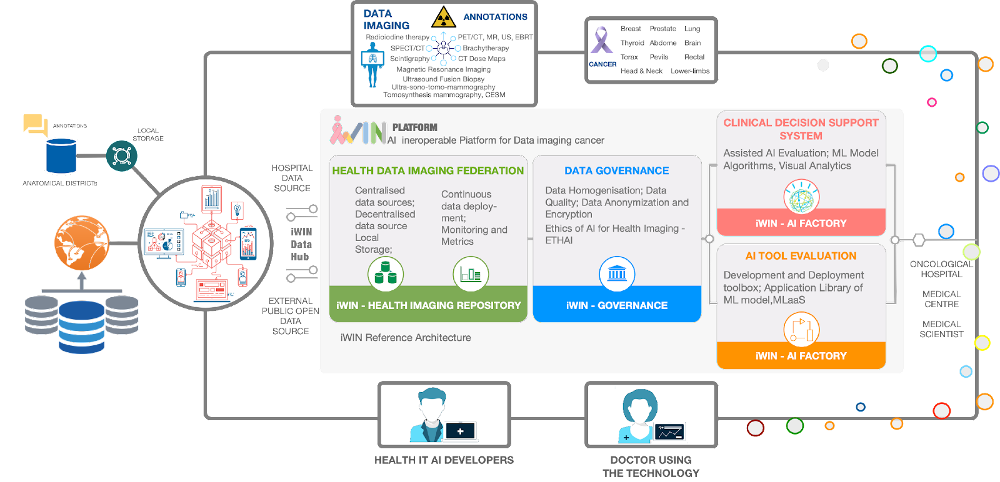 DATA
IMAGING
ANNOTATIONS
Radioiodine therapy
PET/CT, MR, US, EBRT
SPECT/CT
Brachytherapy
Scintigraphy
CT Dose Maps
Magnetic Resonance Imaging
Ultrasound Fusion Biopsy
Ultra-sono-tomo-mammography
Tomosynthesis mammography, CESM
CANCER
Breast Prostate Lung
Thyroid Abdome Brain
Torax Pevils Rectal
Head & Neck Lower-limbs
ANNOTATIONS
LOCAL
STORAGE
ANATOMICAL DISTRICTs
HOSPITAL
DATA
SOURCE
iWIN
Data
Hub
EXTERNAL
PUBLIC OPEN
DATA
SOURCE
iWIN PLATFORM
AI ineroperable Piatform for Data imaging cancer
HEALTH DATA IMAGING FEDERATION
Centralised
data sources;
Decentralised
data source
Local
Storage;
Continuous
data deploy-
ment;
Monitoring and
Metrics
iWIN - HEALTH IMAGING REPOSITORY
DATA GOVERNANCE
Data Homogenisation; Data
Quality; Data Anonymization and
Encryption
Ethics of AI for Health Imaging -
ETHAI
iWIN - GOVERNANCE
CLINICAL DECISION SUPPORT
SYSTEM
Assisted AI Evaluation; ML Model
Algorithms, Visual Analytics
iWIN - AI FACTORY
AI TOOL EVALUATION
Development and Deployment
toolbox; Application Library of
ML model,MLaaS
iWIN - AI FACTORY
iWIN Reference Architecture
ONCOLOGICAL
HOSPITAL
MEDICAL
CENTRE
MEDICAL
SCIENTIST
HEALTH IT AI DEVELOPERS
DOCTOR USING
THE TECHNOLOGY